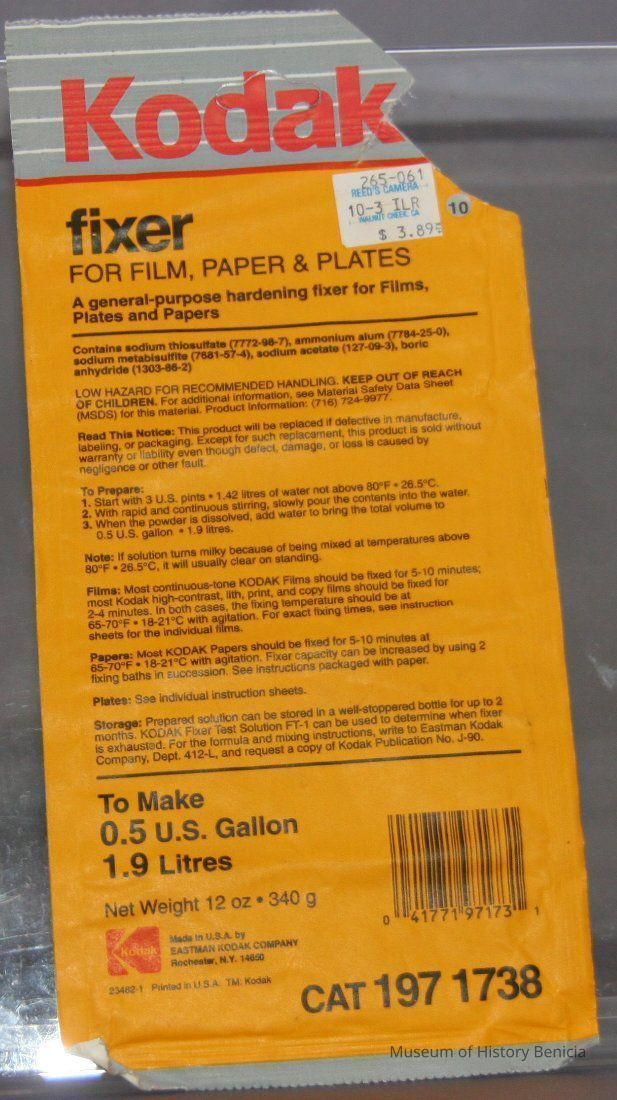 Kodak
265-061
REED'S CAMERA
10-3 ILR
WALNUT CREEK, CA
$ 3.895
10
fixer
FOR FILM, PAPER & PLATES
A general-purpose hardening fixer for Films,
Plates and Papers
Contains sodium thiosulfate (7772-98-7), ammonium alum (7784-25-0),
sodium metabisulfite (7681-57-4), sodium acetate (127-09-3), boric
anhydride (1303-86-2)
LOW HAZARD FOR RECOMMENDED HANDLING. KEEP OUT OF REACH
OF CHILDREN. For additional information, see Material Safety Data Sheet
(MSDS) for this material. Product Information: (716) 724-9977.
Read This Notice: This product will be replaced if defective in manufacture,
labeling, or packaging. Except for such replacement, this product is sold without
warranty or liability even though defect, damage, or loss is caused by
negligence or other fault.
To Prepare:
1. Start with 3 U.S. pints • 1.42 litres of water not above 80°F • 26.5°C.
2. With rapid and continuous stirring, slowly pour the contents into the water.
3. When the powder is dissolved, add water to bring the total volume to
0.5 U.S. gallon • 1.9 litres.
Note: If solution turns milky because of being mixed at temperatures above
80°F • 26.5°C, it will usually clear on standing.
Films: Most continuous-tone KODAK Films should be fixed for 5-10 minutes;
most Kodak high-contrast, lith, print, and copy films should be fixed for
2-4 minutes. In both cases, the fixing temperature should be at
65-70°F • 18-21°C with agitation. For exact fixing times, see instruction
sheets for the individual films.
Papers: Most KODAK Papers should be fixed for 5-10 minutes at
65-70°F • 18-21°C with agitation. Fixer capacity can be increased by using 2
fixing baths in succession. See instructions packaged with paper.
Plates: See individual instruction sheets.
Storage: Prepared solution can be stored in a well-stoppered bottle for up to 2
months. KODAK Fixer Test Solution FT-1 can be used to determine when fixer
is exhausted. For the formula and mixing instructions, write to Eastman Kodak
Company, Dept. 412-L, and request a copy of Kodak Publication No. J-90.
To Make
0.5 U.S. Gallon
1.9 Litres
Net Weight 12 oz • 340 g
0 41771 97173 1
Kodak
Made in U.S.A. by
EASTMAN KODAK COMPANY
Rochester, N.Y. 14650
23462-1 Printed in U.S.A. TM: Kodak
CAT 197 1738
Museum of History Benicia